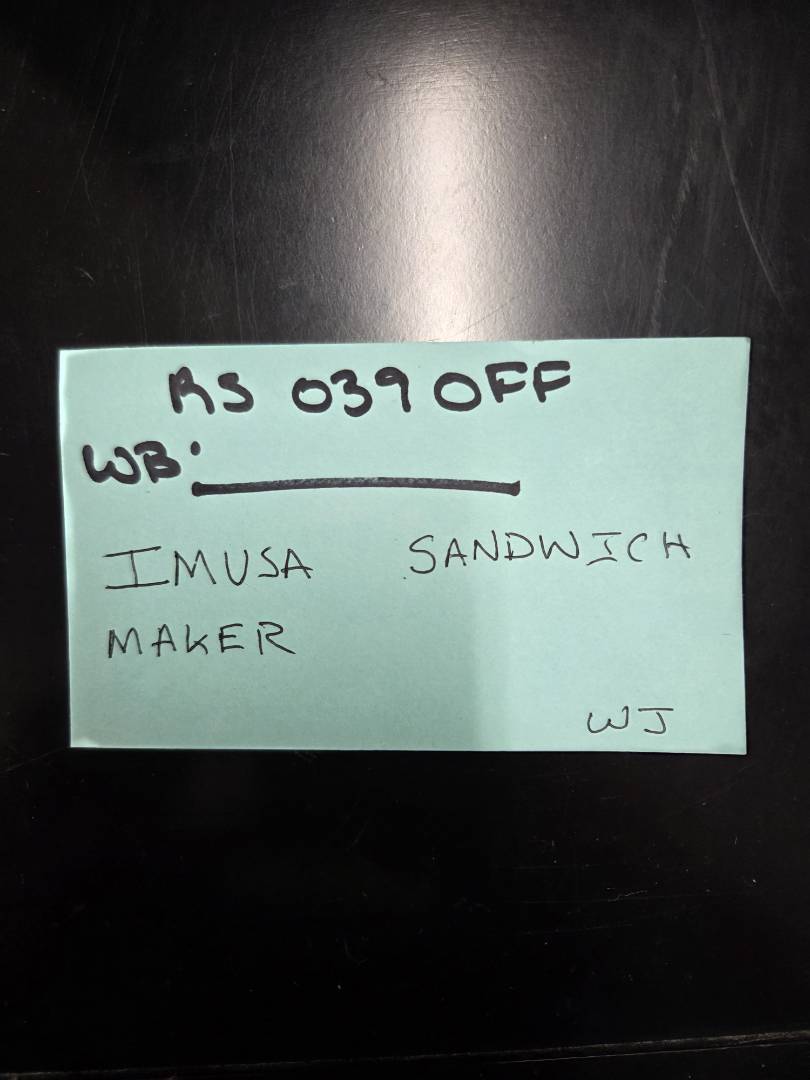 RS 039 OFF
WB:
IMUSA SANDWICH
MAKER
WJ